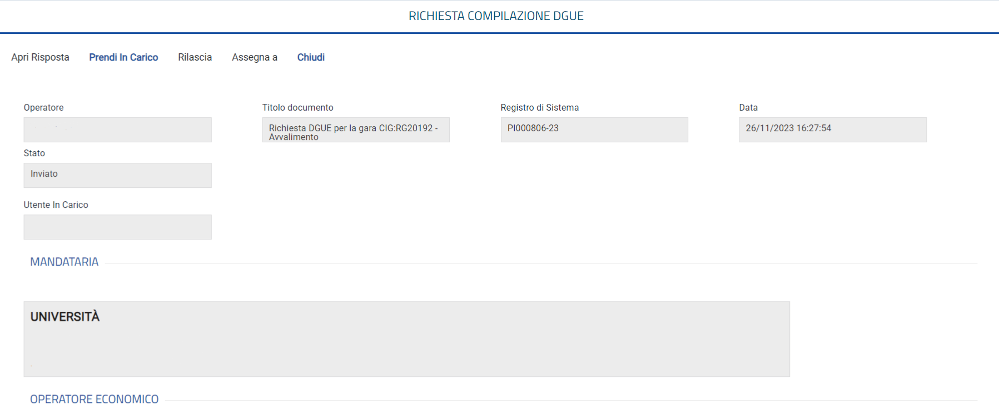 RICHIESTA COMPILAZIONE DGUE
Apri Risposta Prendi In Carico Rilascia Assegna a Chiudi
Operatore Titolo documento Registro di Sistema Data
Richiesta DGUE per la gara CIG:RG20192 - PI000806-23 26/11/2023 16:27:54
Avvalimento
Stato
Inviato
Utente In Carico
MANDATARIA
UNIVERSITÀ
OPERATORE ECONOMICO